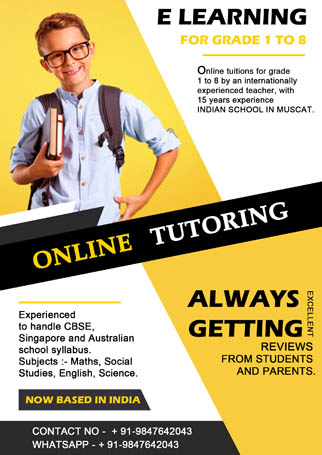 E LEARNING
FOR GRADE 1 TO 8
Online tuitions for grade
1 to 8 by an internationally
experienced teacher, with
15 years experience
INDIAN SCHOOL IN MUSCAT.
ONLINE TUTORING
Experienced
to handle CBSE,
Singapore and Australian
school syllabus.
Subjects :- Maths, Social
Studies, English, Science.
NOW BASED IN INDIA
ALWAYS
GETTING
EXCELLENT
REVIEWS
FROM STUDENTS
AND PARENTS.
CONTACT NO - + 91-9847642043
WHATSAPP - + 91-9847642043